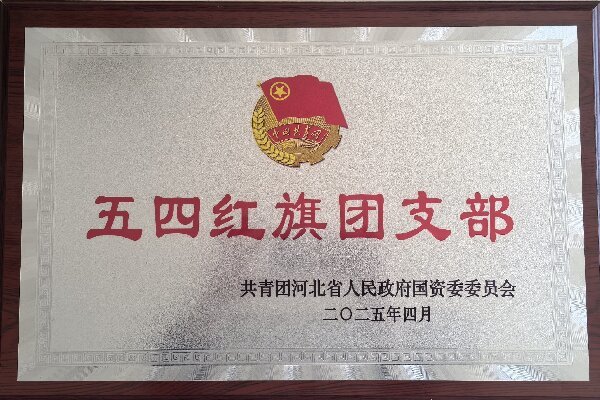 中国共青团
五四红旗团支部
共青团河北省人民政府国资委委员会
二〇二五年四月